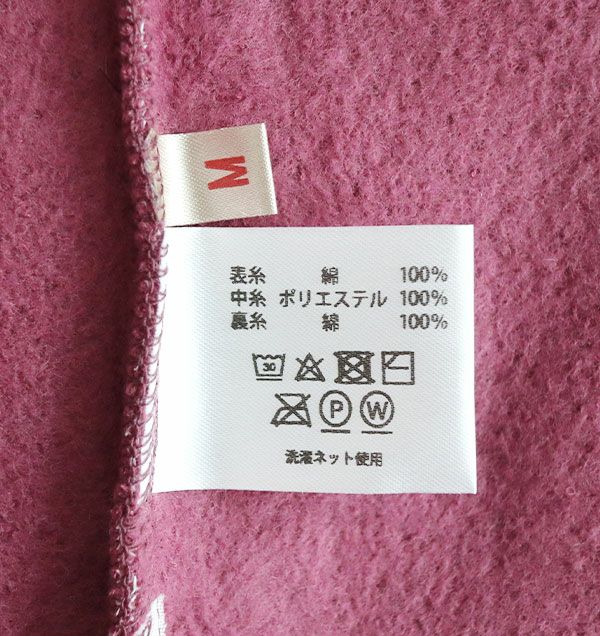 M
表糸 綿 100%
中糸 ポリエステル 100%
裏糸 綿 100%
30
P W
洗濯ネット使用